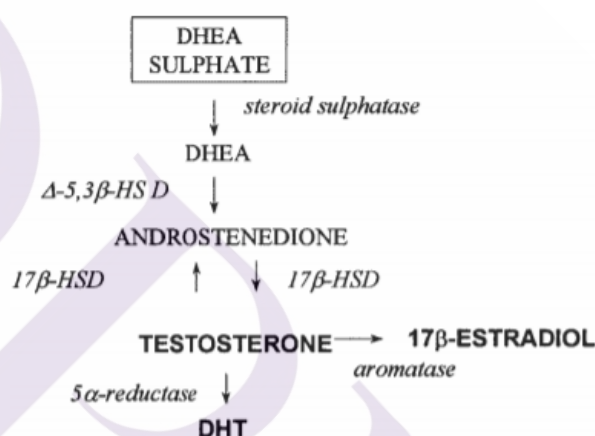 DHEA
SULPHATE
steroid sulphatase
DHEA
Δ-5,3β-HS D
ANDROSTENEDIONE
17β-HSD 17β-HSD
TESTOSTERONE 17β-ESTRADIOL
aromatase
5α-reductase
DHT